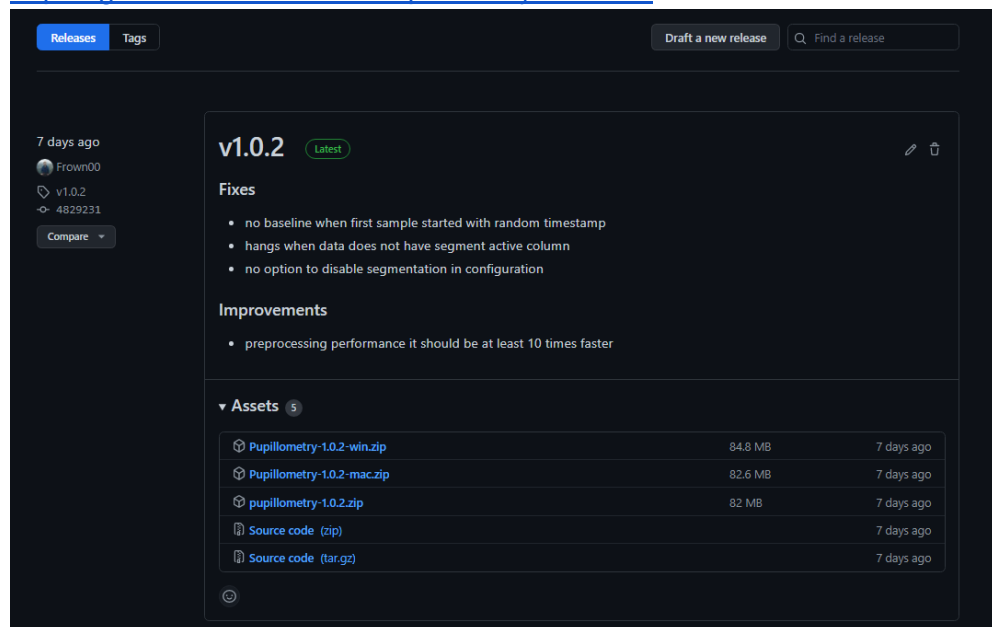 Releases Tags Draft a new release Find a release
7 days ago
Frown00
v1.0.2
4829231
Compare
v1.0.2 Latest
Fixes
no baseline when first sample started with random timestamp
hangs when data does not have segment active column
no option to disable segmentation in configuration
Improvements
preprocessing performance it should be at least 10 times faster
Assets 5
Pupillometry-1.0.2-win.zip 84.8 MB 7 days ago
Pupillometry-1.0.2-mac.zip 82.6 MB 7 days ago
pupillometry-1.0.2.zip 82 MB 7 days ago
Source code (zip) 7 days ago
Source code (tar.gz) 7 days ago